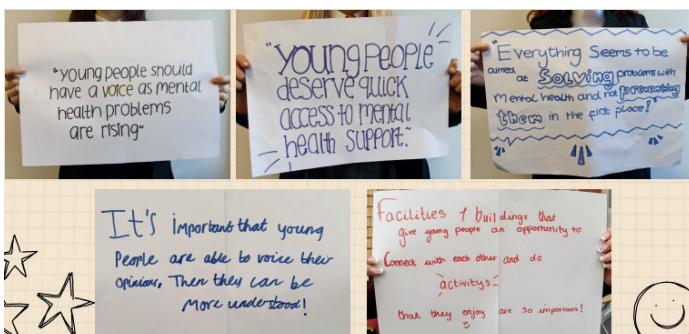 "Young people should
have a voice as mental
health problems
are rising"
"Young people
deserve quick
access to mental
health support."
"Everything seems to be
aimed at solving problems with
mental health and not preventing
them in the first place!"
It's important that young
People are able to voice their
opinions. Then they can be
More understood!
Facilities / buildings that
give young people an opportunity to
Connect with each other and do
activitys
that they enjoy are so important!